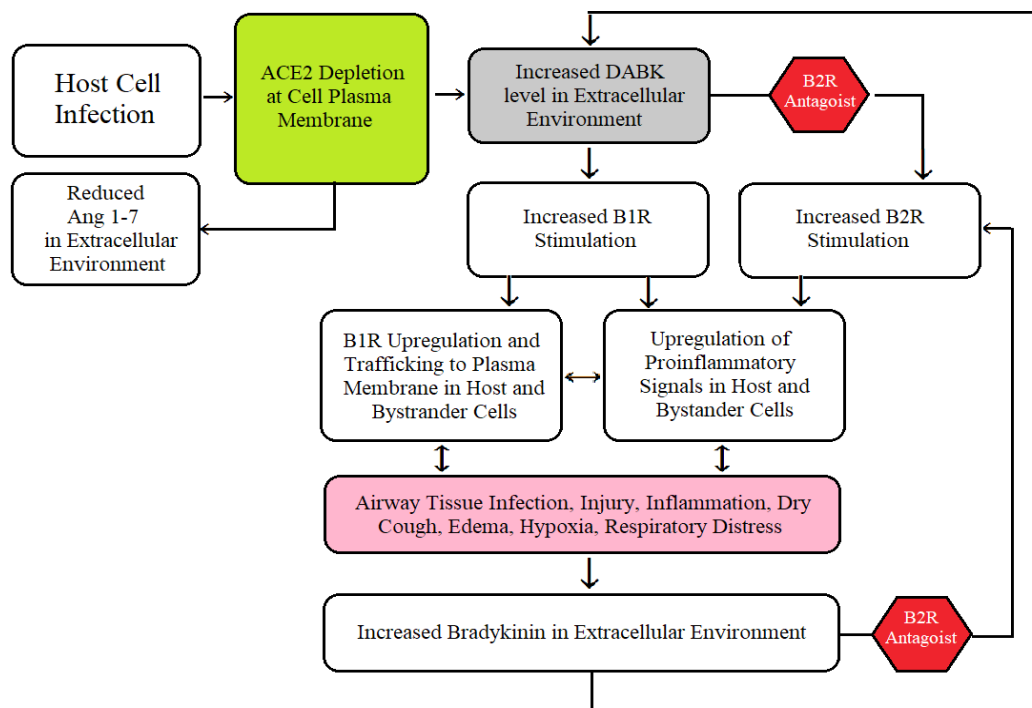 Host Cell
Infection
ACE2 Depletion
at Cell Plasma
Membrane
Increased DABK
level in Extracellular
Environment
B2R
Antagoist
Reduced
Ang 1-7
in Extracellular
Environment
Increased B1R
Stimulation
Increased B2R
Stimulation
B1R Upregulation and
Trafficking to Plasma
Membrane in Host and
Bystrander Cells
Upregulation of
Proinflammatory
Signals in Host and
Bystander Cells
Airway Tissue Infection, Injury, Inflammation, Dry
Cough, Edema, Hypoxia, Respiratory Distress
Increased Bradykinin in Extracellular Environment
B2R
Antagoist